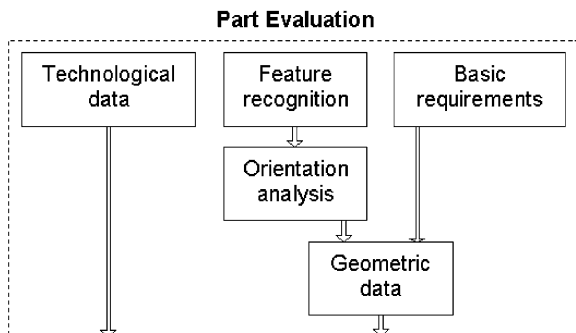 Part Evaluation
Technological
data
Feature
recognition
Basic
requirements
Orientation
analysis
Geometric
data